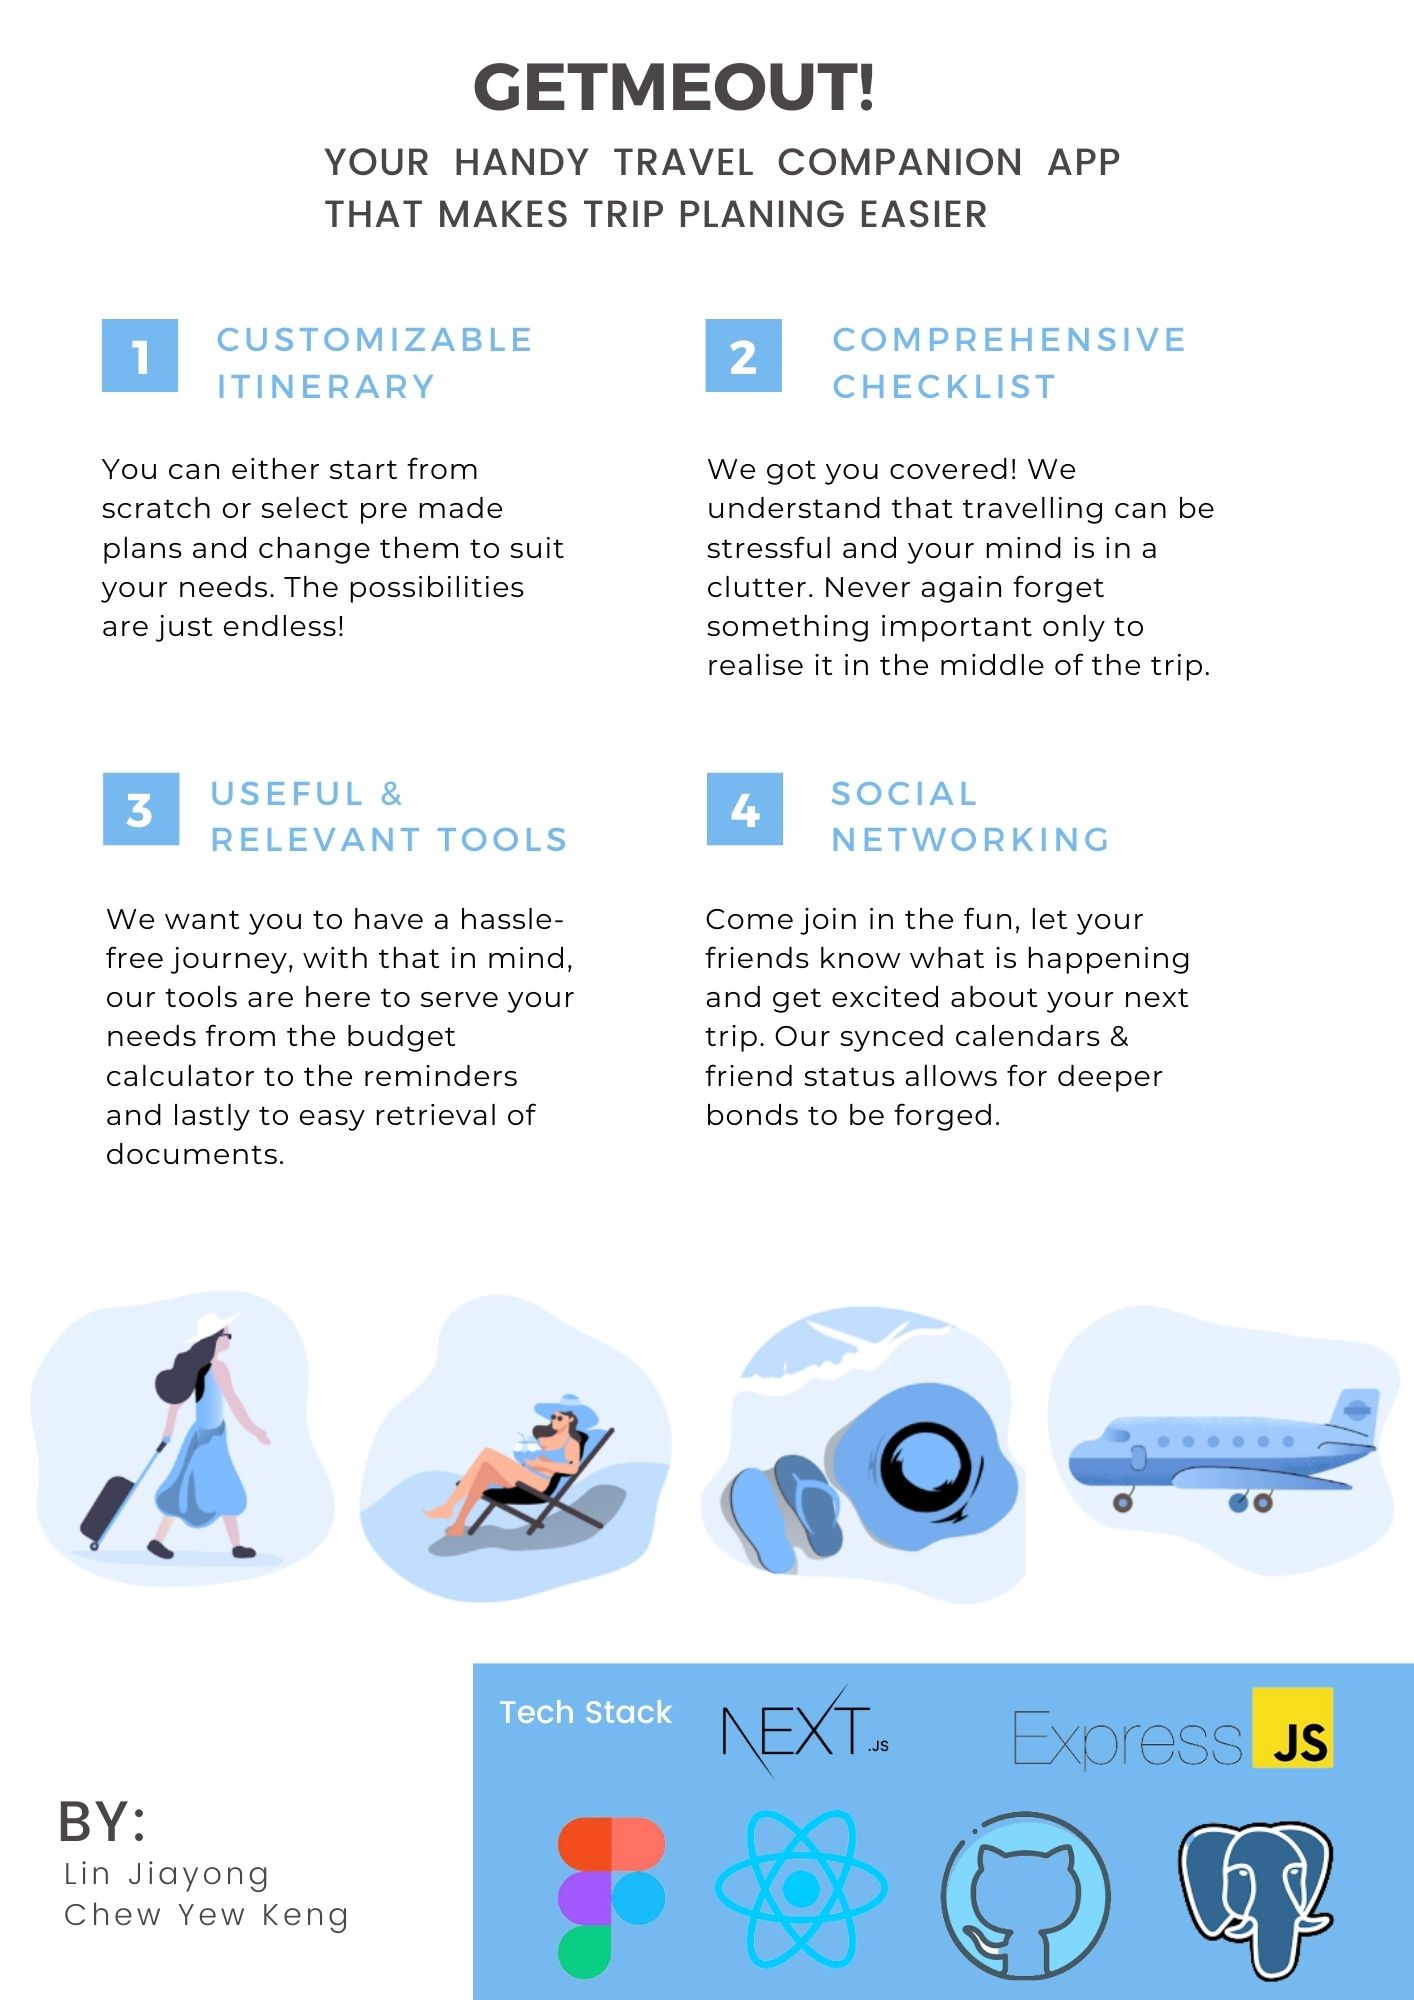 GETMEOUT!
YOUR HANDY TRAVEL COMPANION APP
THAT MAKES TRIP PLANING EASIER
1
CUSTOMIZABLE
ITINERARY
You can either start from
scratch or select pre made
plans and change them to suit
your needs. The possibilities
are just endless!
2
COMPREHENSIVE
CHECKLIST
We got you covered! We
understand that travelling can be
stressful and your mind is in a
clutter. Never again forget
something important only to
realise it in the middle of the trip.
3
USEFUL &
RELEVANT TOOLS
We want you to have a hassle-
free journey, with that in mind,
our tools are here to serve your
needs from the budget
calculator to the reminders
and lastly to easy retrieval of
documents.
4
SOCIAL
NETWORKING
Come join in the fun, let your
friends know what is happening
and get excited about your next
trip. Our synced calendars &
friend status allows for deeper
bonds to be forged.
BY:
Lin Jiayong
Chew Yew Keng
Tech Stack
NEXT.JS
Express JS